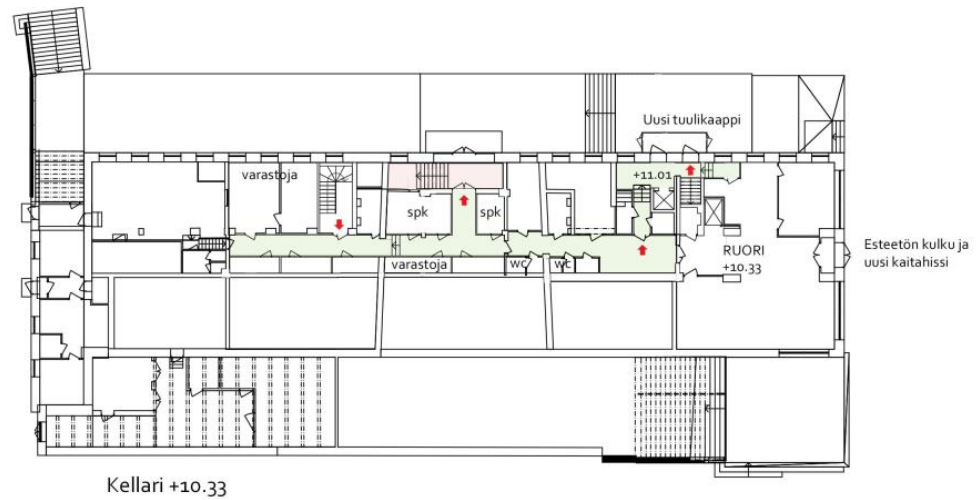 Uusi tuulikaappi
varastoja
+11.01
spk
spk
RUORI
+10.33
Esteetön kulku ja
uusi kaitahissi
varastoja
wc
wc
Kellari +10.33